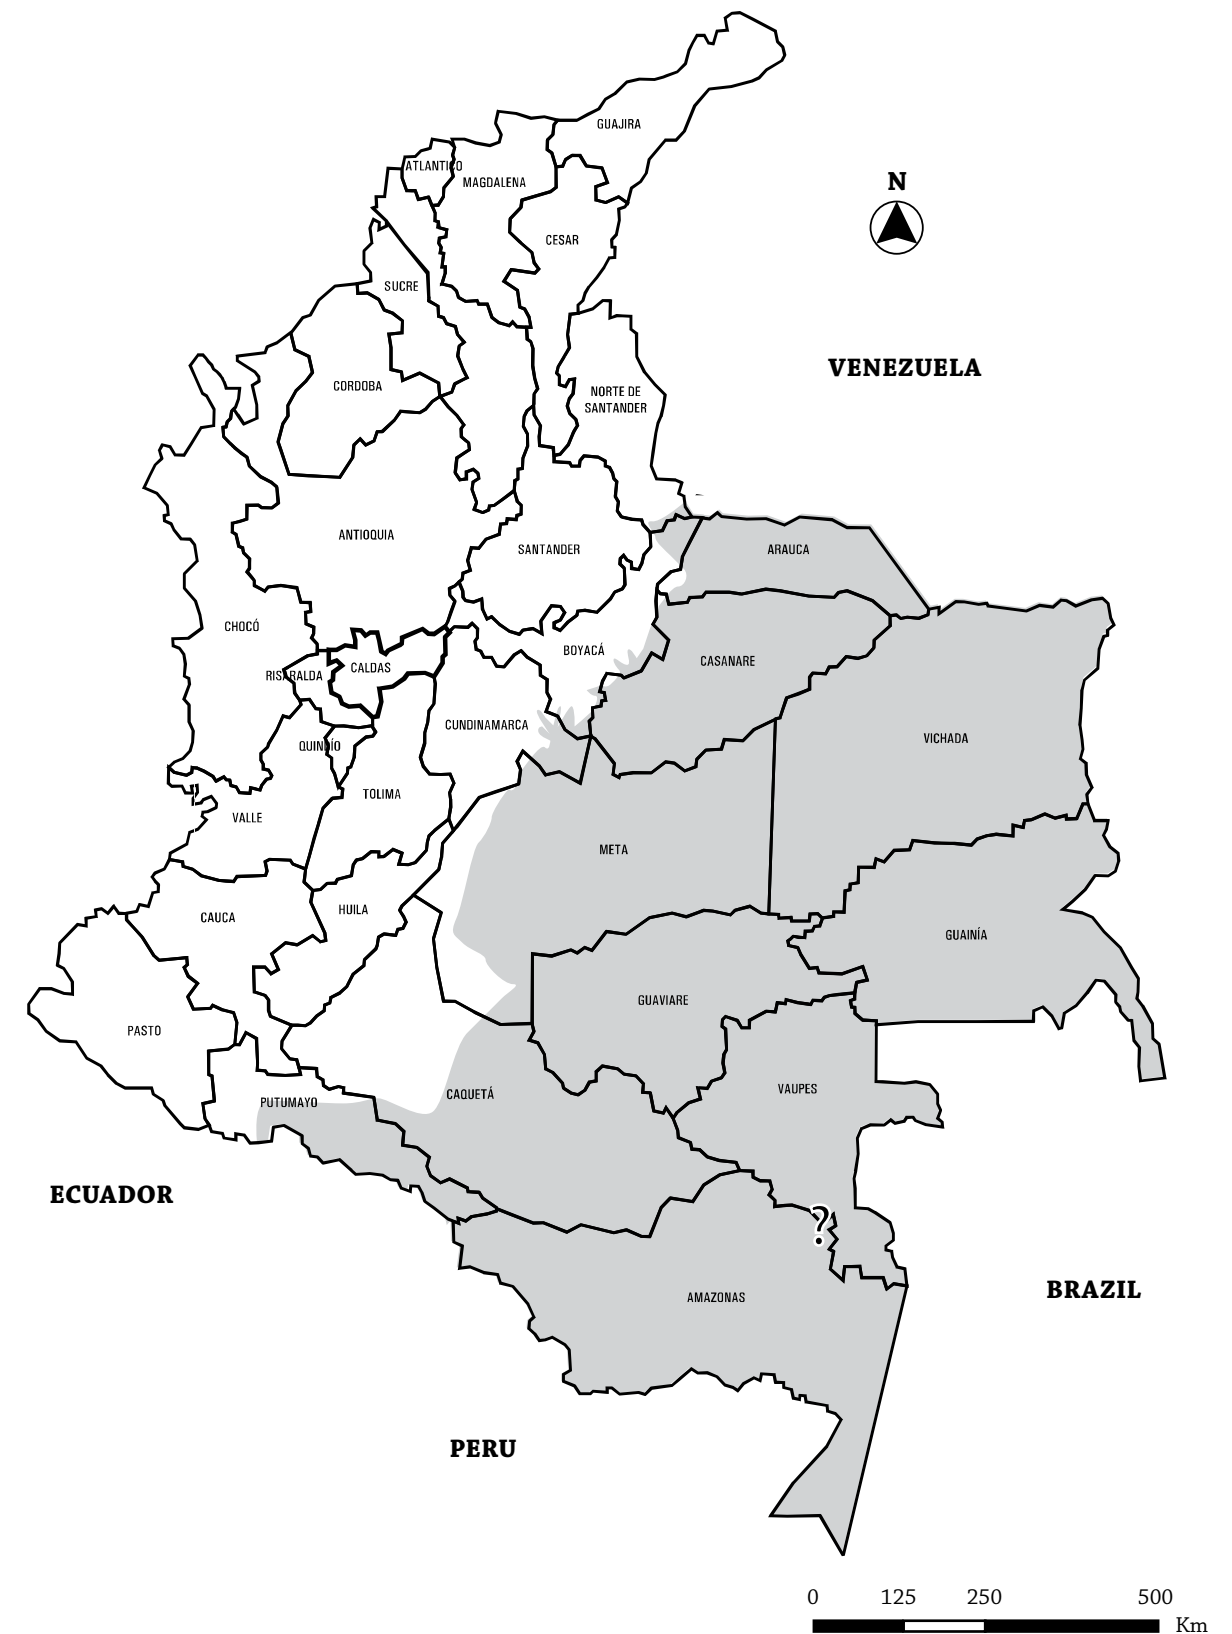 GUAJIRA
ATLANTICO
MAGDALENA
N
CESAR
SUCRE
VENEZUELA
CORDOBA
NORTE DE
SANTANDER
ANTIOQUIA
SANTANDER
ARAUCA
CHOCÓ
BOYACÁ
CASANARE
RISARALDA
CALDAS
CUNDINAMARCA
VICHADA
QUINDÍO
TOLIMA
VALLE
META
HUILA
CAUCA
GUAINÍA
GUAVIARE
PASTO
VAUPES
CAQUETÁ
PUTUMAYO
ECUADOR
?
BRAZIL
AMAZONAS
PERU
0 125 250 500
Km